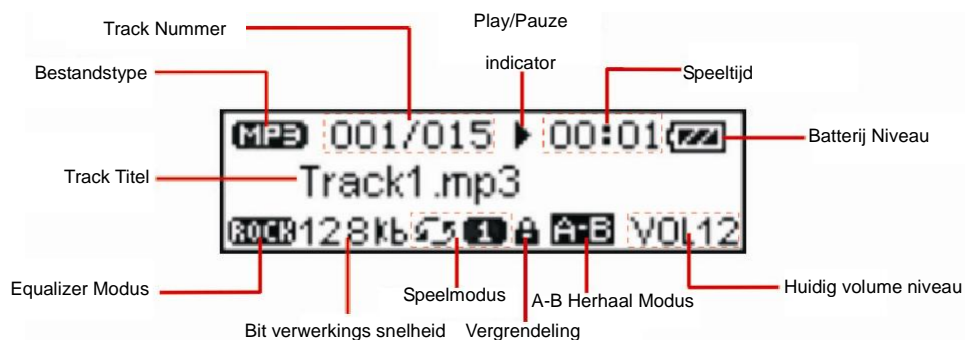 Track Nummer
Play/Pauze
indicator
Bestandstype
Speeltijd
MP3 001/015 00:01
Batterij Niveau
Track Titel
Track1.mp3
ROCK 128Kb 1 A-B VOL12
Equalizer Modus
Speelmodus
A-B Herhaal Modus
Huidig volume niveau
Bit verwerkings snelheid
Vergrendeling